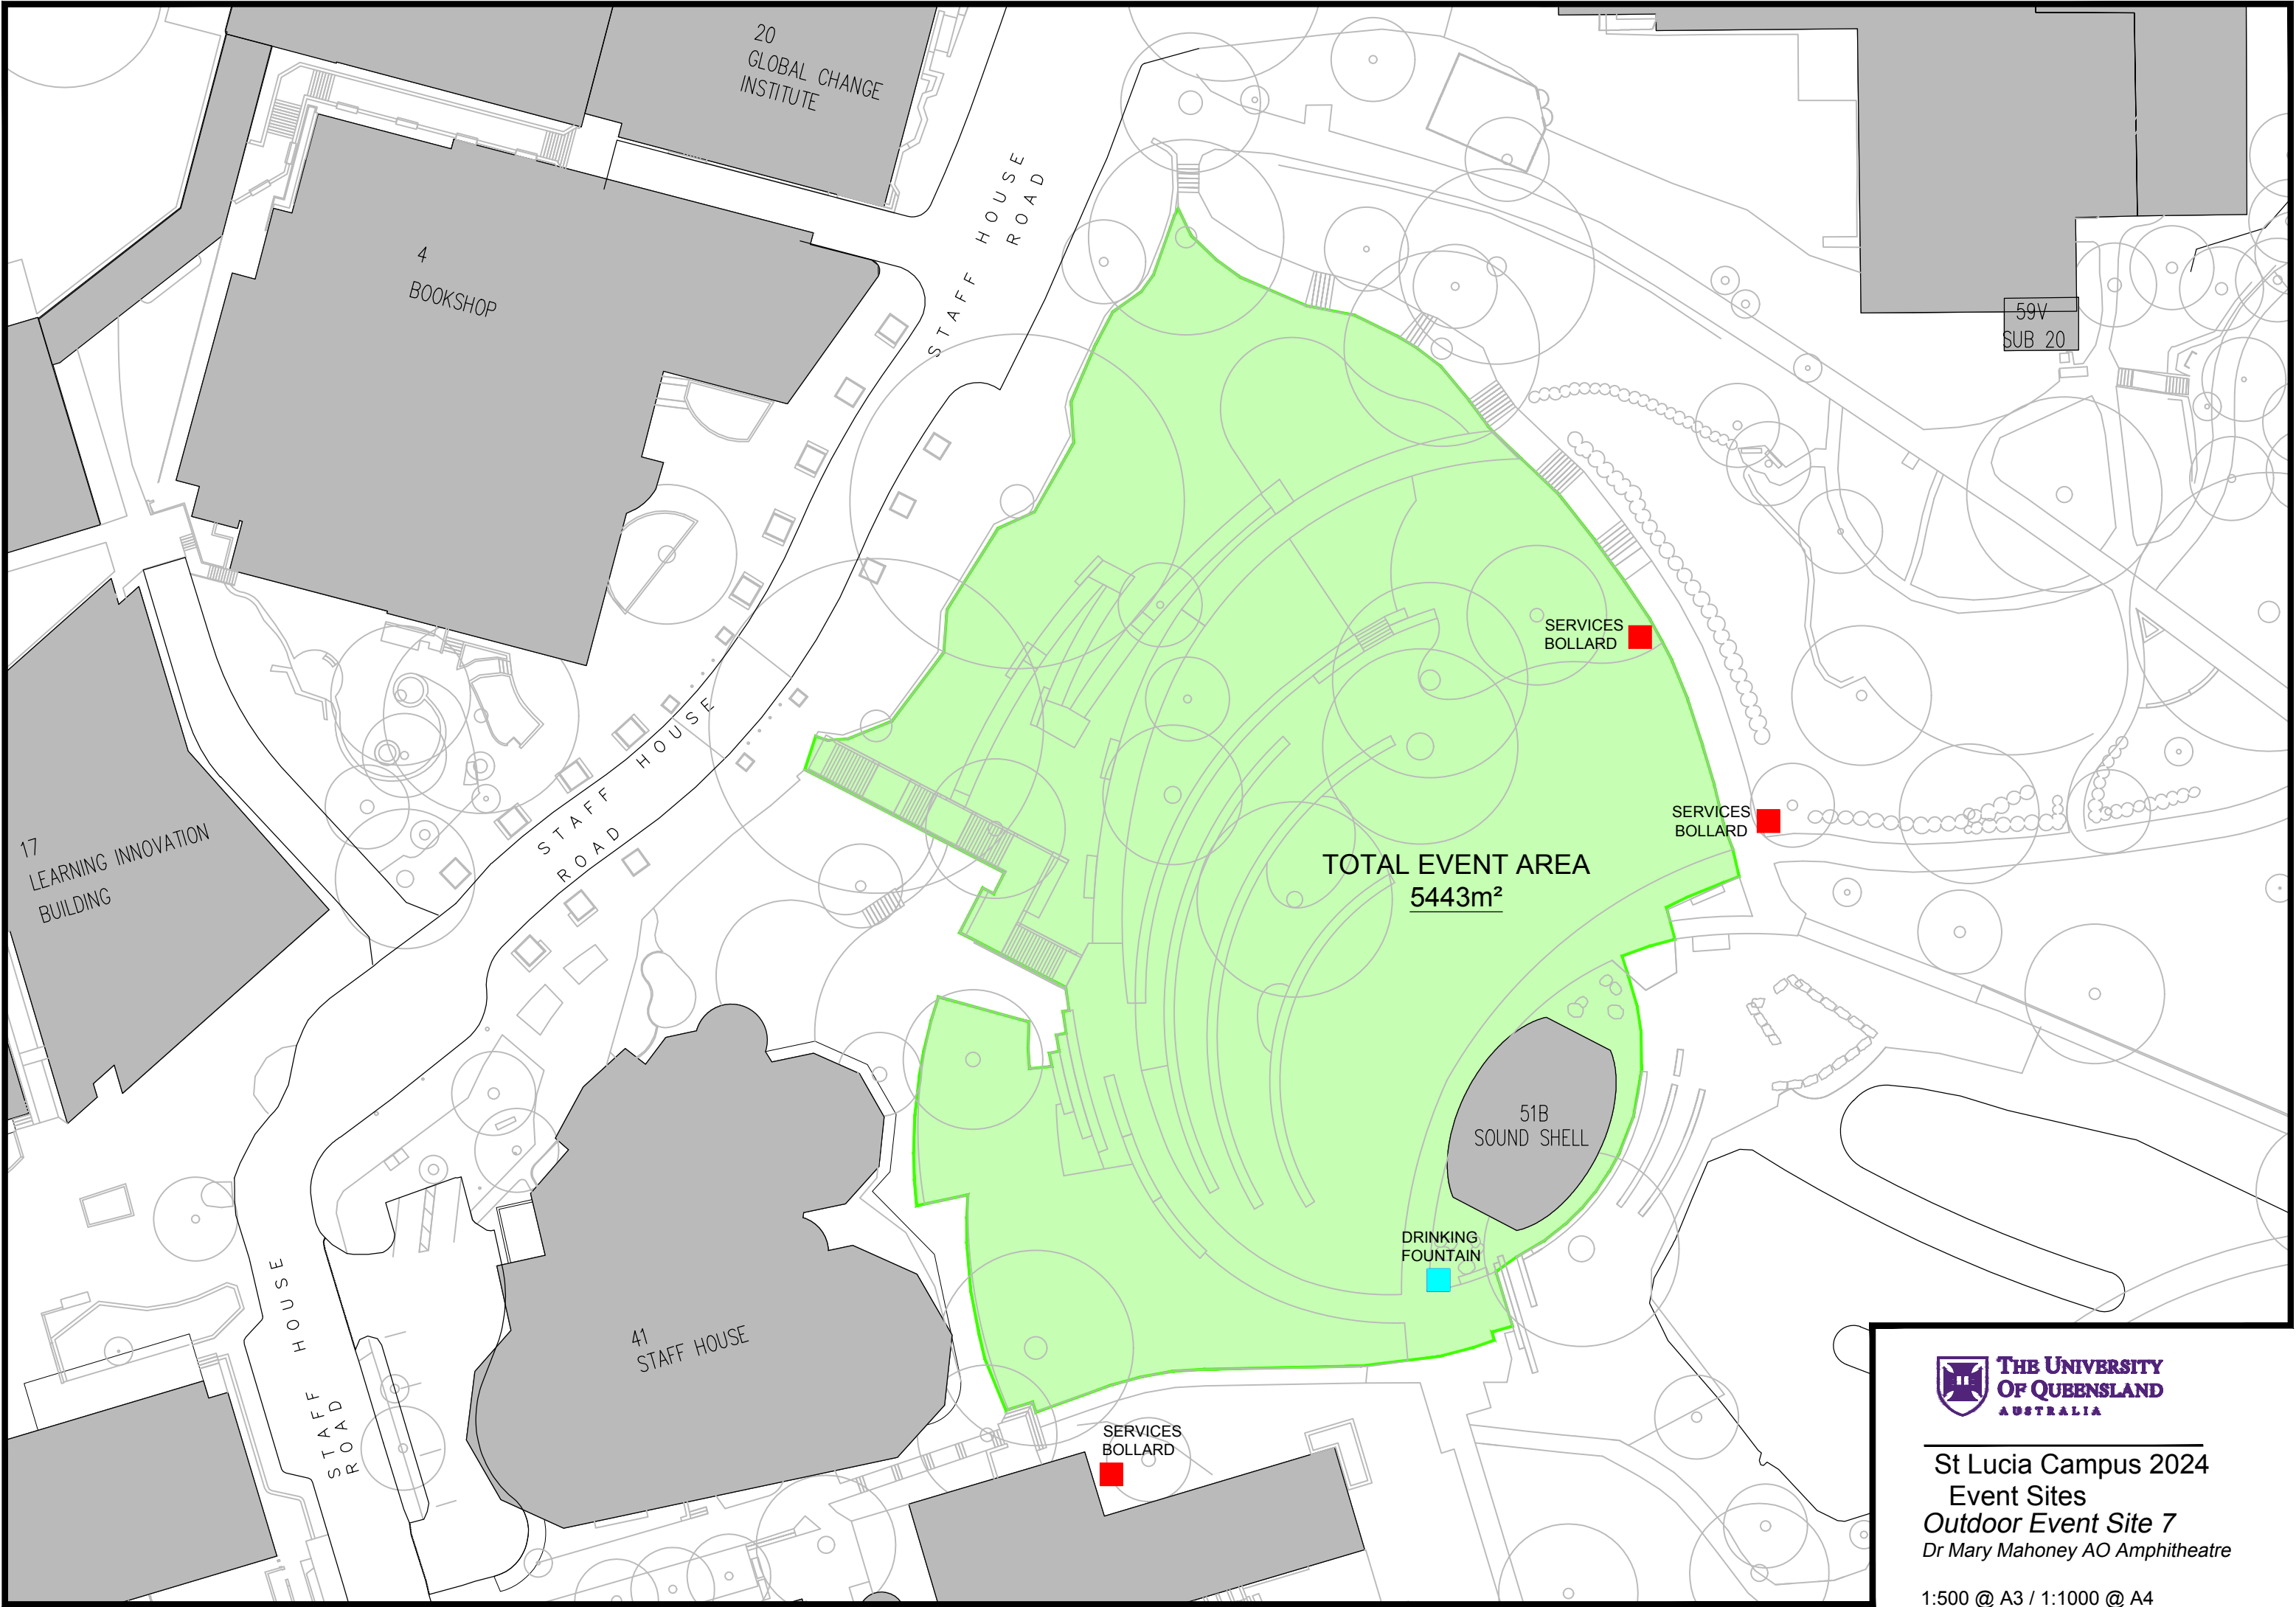 20
GLOBAL CHANGE
INSTITUTE
STAFF HOUSE
ROAD
4
BOOKSHOP
59V
SUB 20
SERVICES
BOLLARD
STAFF HOUSE
ROAD
SERVICES
BOLLARD
17
LEARNING INNOVATION
BUILDING
TOTAL EVENT AREA
5443m²
51B
SOUND SHELL
DRINKING
FOUNTAIN
STAFF HOUSE
ROAD
41
STAFF HOUSE
SERVICES
BOLLARD
THE UNIVERSITY
OF QUEENSLAND
AUSTRALIA
St Lucia Campus 2024
Event Sites
Outdoor Event Site 7
Dr Mary Mahoney AO Amphitheatre
1:500 @ A3 / 1:1000 @ A4